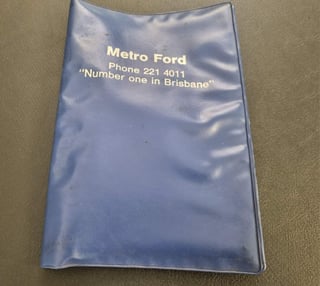 Metro Ford
Phone 221 4011
"Number one in Brisbane"